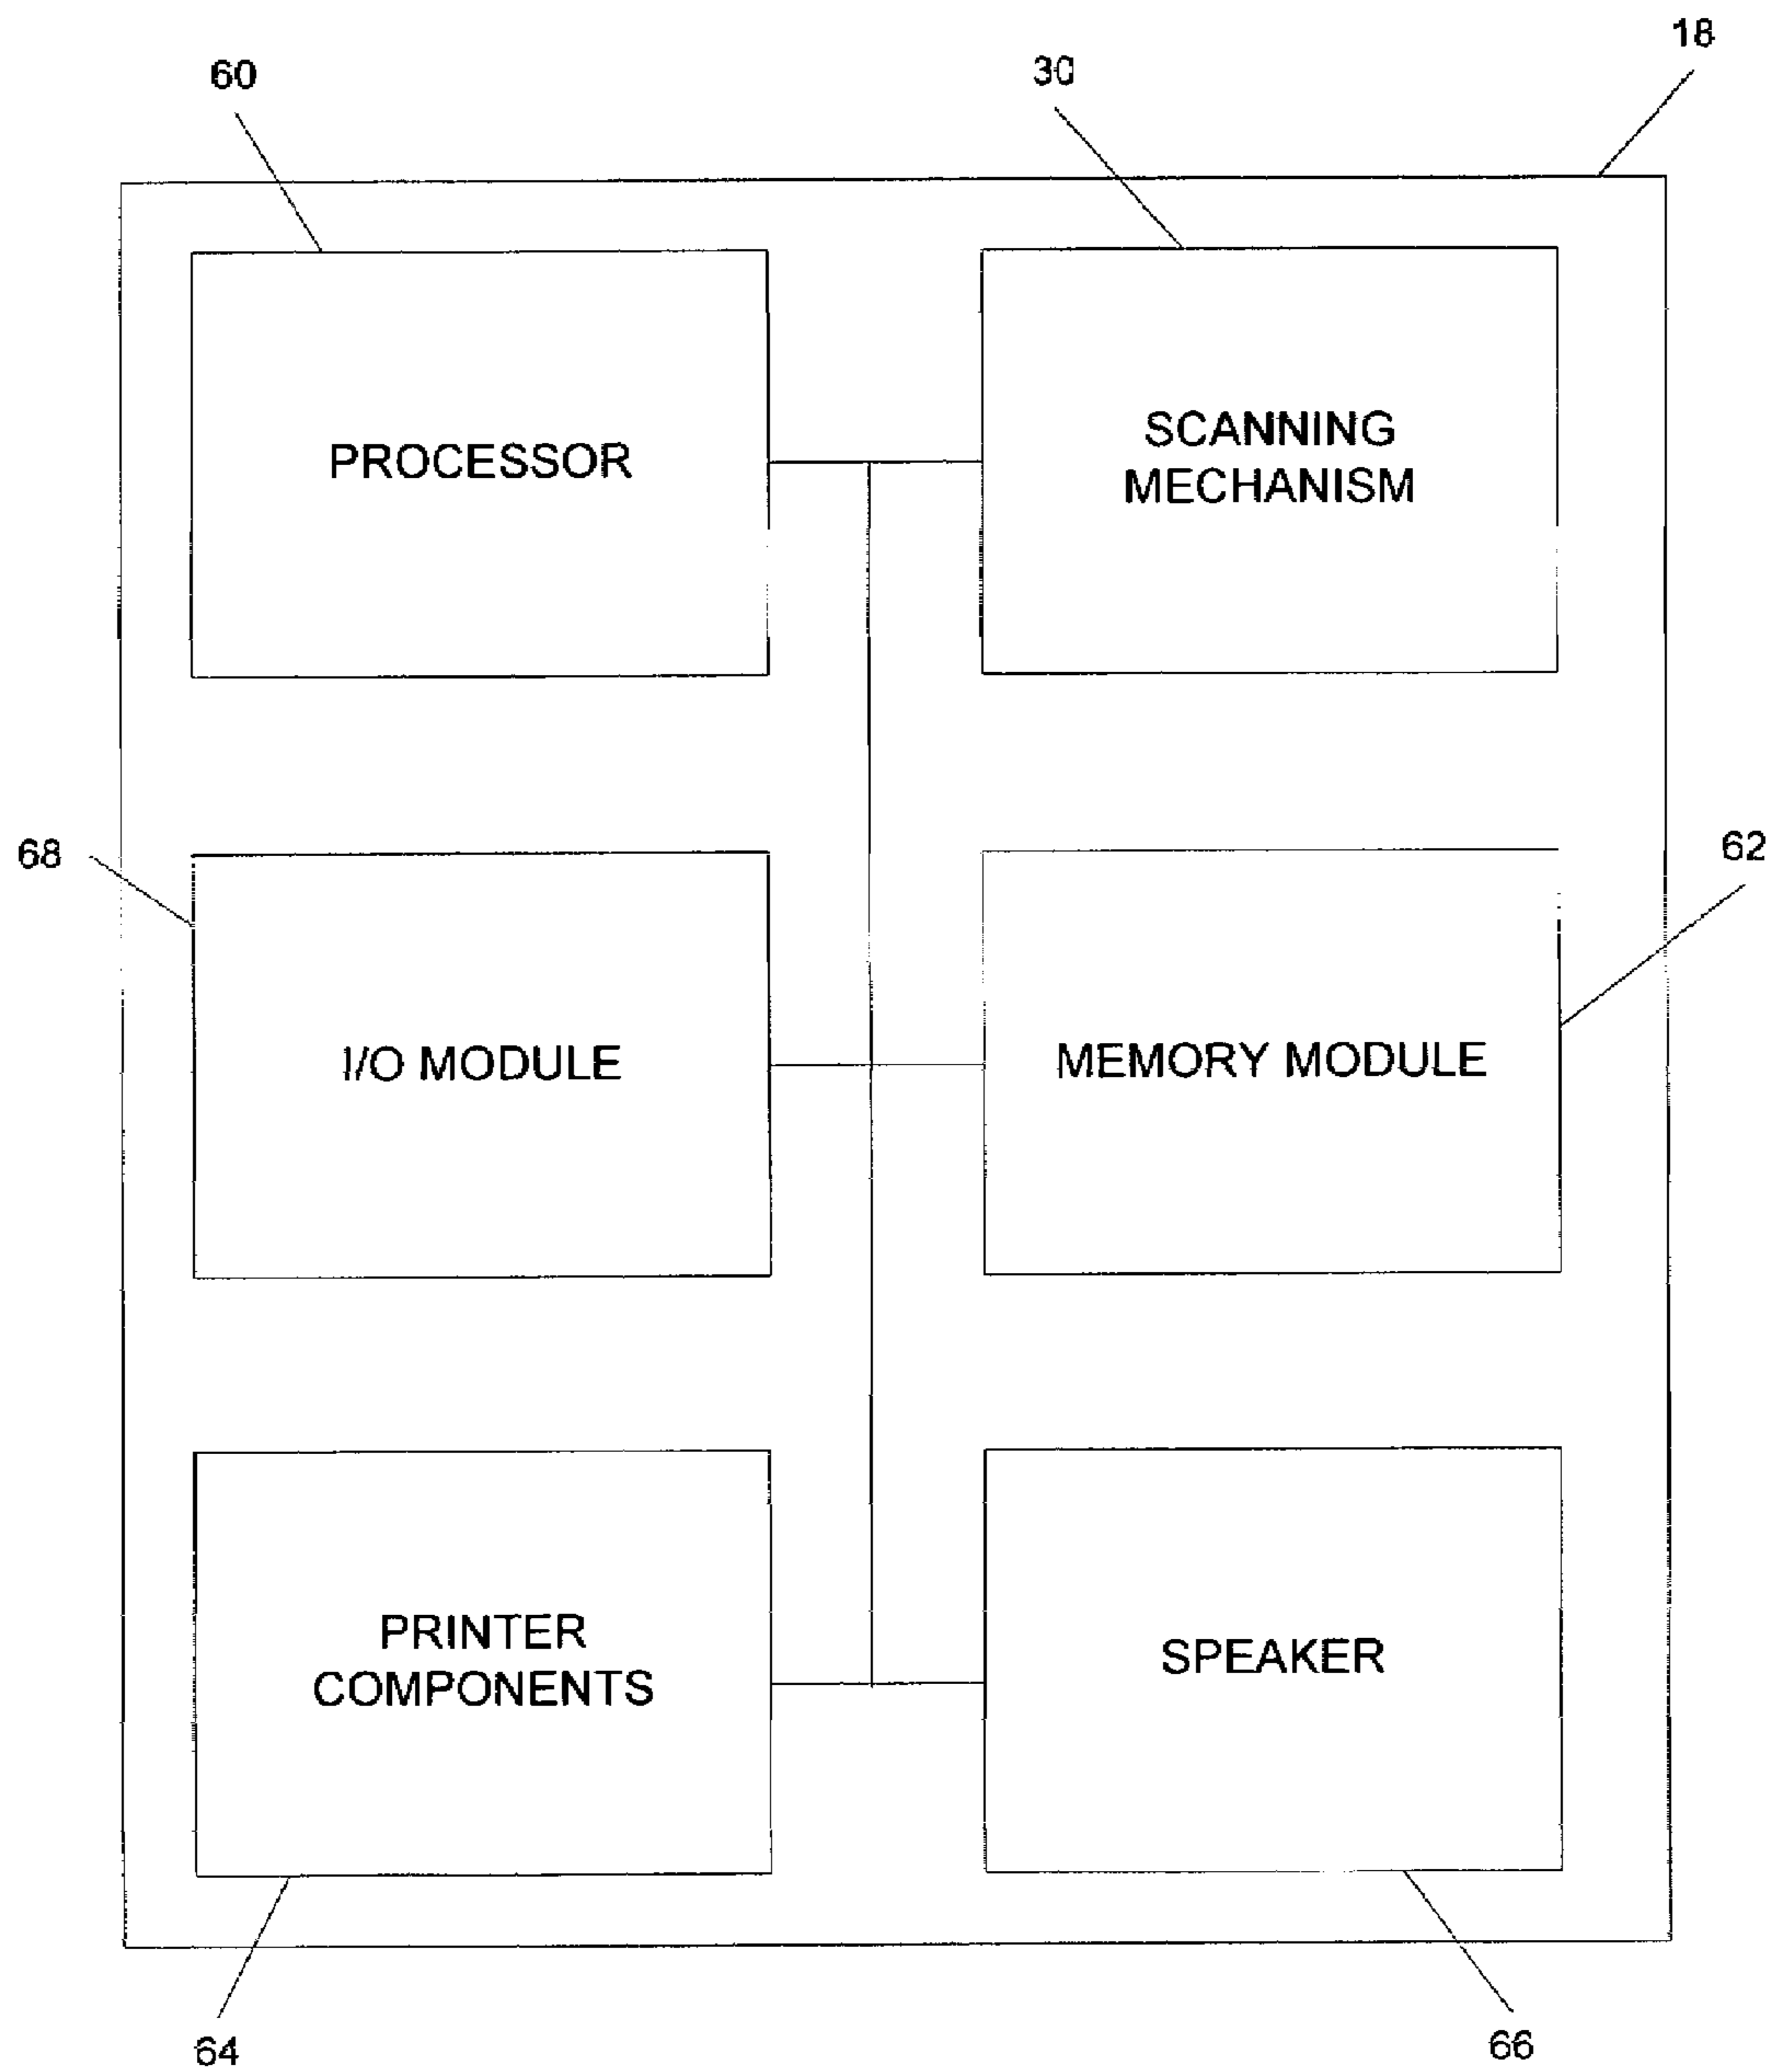 18
60
30
PROCESSOR
SCANNING
MECHANISM
68
62
I/O MODULE
MEMORY MODULE
PRINTER
COMPONENTS
SPEAKER
64
66